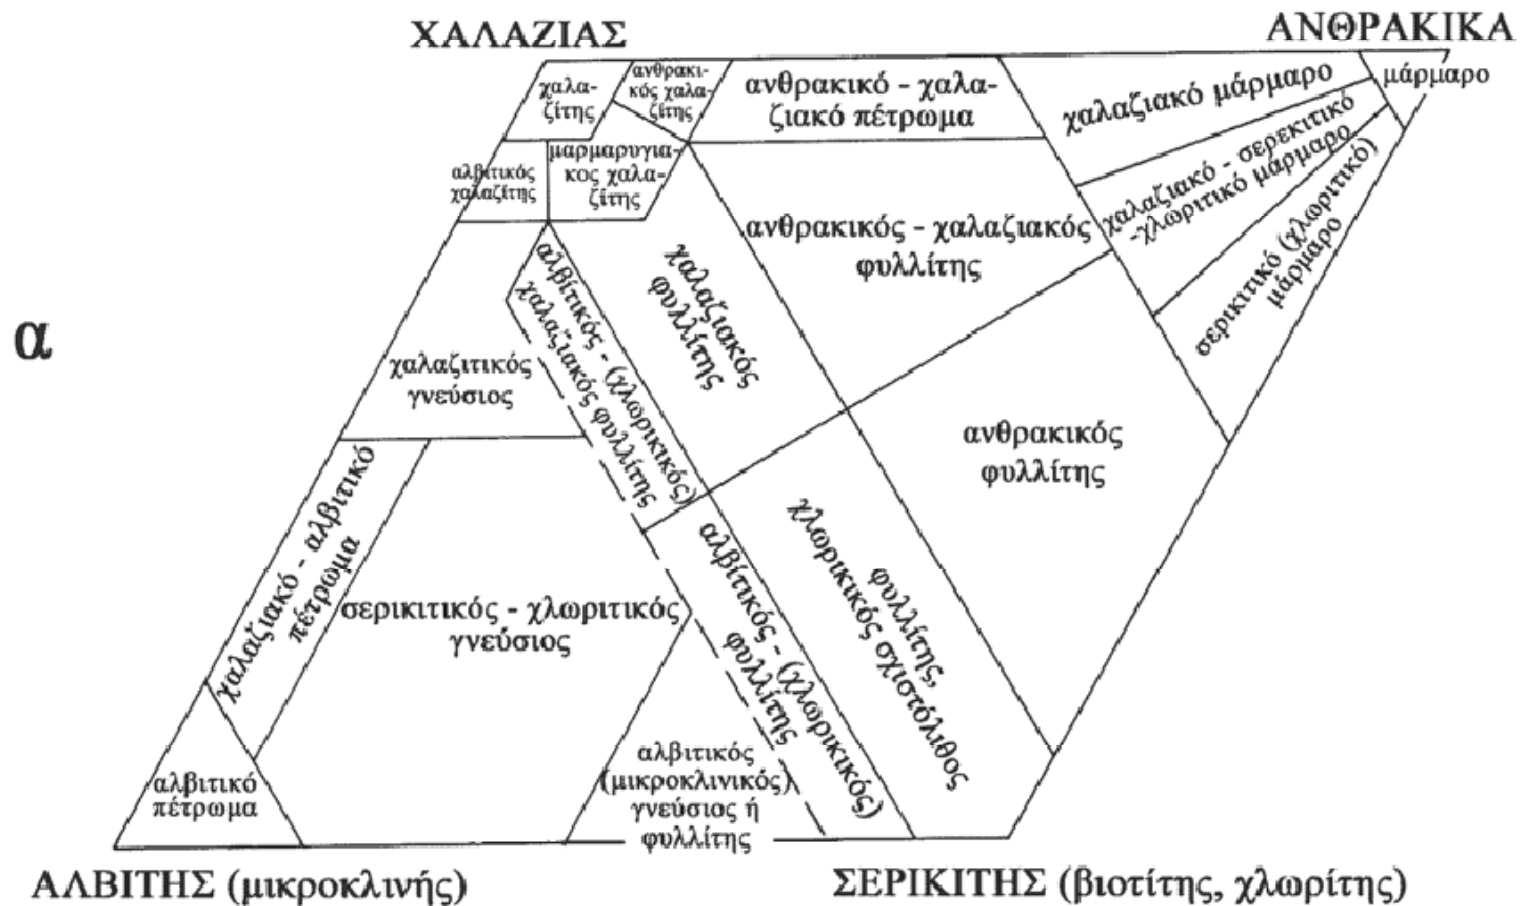 ΧΑΛΑΖΙΑΣ
ΑΝΘΡΑΚΙΚΑ
χαλα-
ζίτης
ανθρακι-
κός χαλα-
ζίτης
ανθρακικό - χαλα-
ζιακό πέτρωμα
χαλαζιακό μάρμαρο
μάρμαρο
χαλαζιακό - σερεκιτικό
-χλωριτικό μάρμαρο
σερικιτικό (χλωριτικό)
μάρμαρο
αλβιτικός
χαλαζίτης
μαρμαρυγια-
κος χαλα-
ζίτης
ανθρακικός - χαλαζιακός
φυλλίτης
χαλαζιακός
φυλλίτης
αλβίτικός - (χλωρικικός)
χαλαζιακός φυλλίτης
α
χαλαζιτικός
γνεύσιος
ανθρακικός
φυλλίτης
χαλαζιακό - αλβιτικό
πέτρωμα
σερικιτικός - χλωριτικός
γνεύσιος
αλβίτικός - (χλωρικικός)
φυλλίτης
φυλλίτης,
χλωρικικός σχιστόλιθος
αλβιτικό
πέτρωμα
αλβιτικός
(μικροκλινικός)
γνεύσιος ή
φυλλίτης
ΑΛΒΙΤΗΣ (μικροκλινής)
ΣΕΡΙΚΙΤΗΣ (βιοτίτης, χλωρίτης)